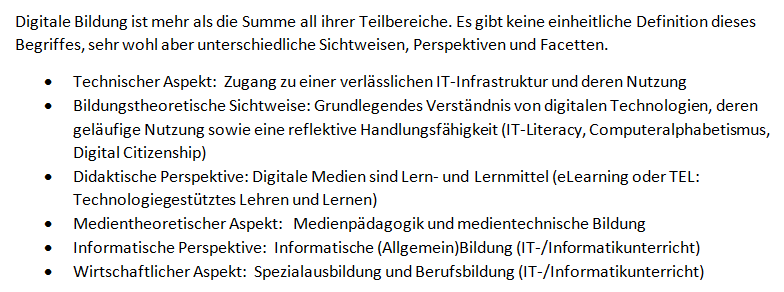 Digitale Bildung ist mehr als die Summe all ihrer Teilbereiche. Es gibt keine einheitliche Definition dieses
Begriffes, sehr wohl aber unterschiedliche Sichtweisen, Perspektiven und Facetten.
• Technischer Aspekt: Zugang zu einer verlässlichen IT-Infrastruktur und deren Nutzung
• Bildungstheoretische Sichtweise: Grundlegendes Verständnis von digitalen Technologien, deren
geläufige Nutzung sowie eine reflektive Handlungsfähigkeit (IT-Literacy, Computeralphabetismus,
Digital Citizenship)
• Didaktische Perspektive: Digitale Medien sind Lern- und Lernmittel (eLearning oder TEL:
Technologiegestütztes Lehren und Lernen)
• Medientheoretischer Aspekt: Medienpädagogik und medientechnische Bildung
• Informatische Perspektive: Informatische (Allgemein)Bildung (IT-/Informatikunterricht)
• Wirtschaftlicher Aspekt: Spezialausbildung und Berufsbildung (IT-/Informatikunterricht)